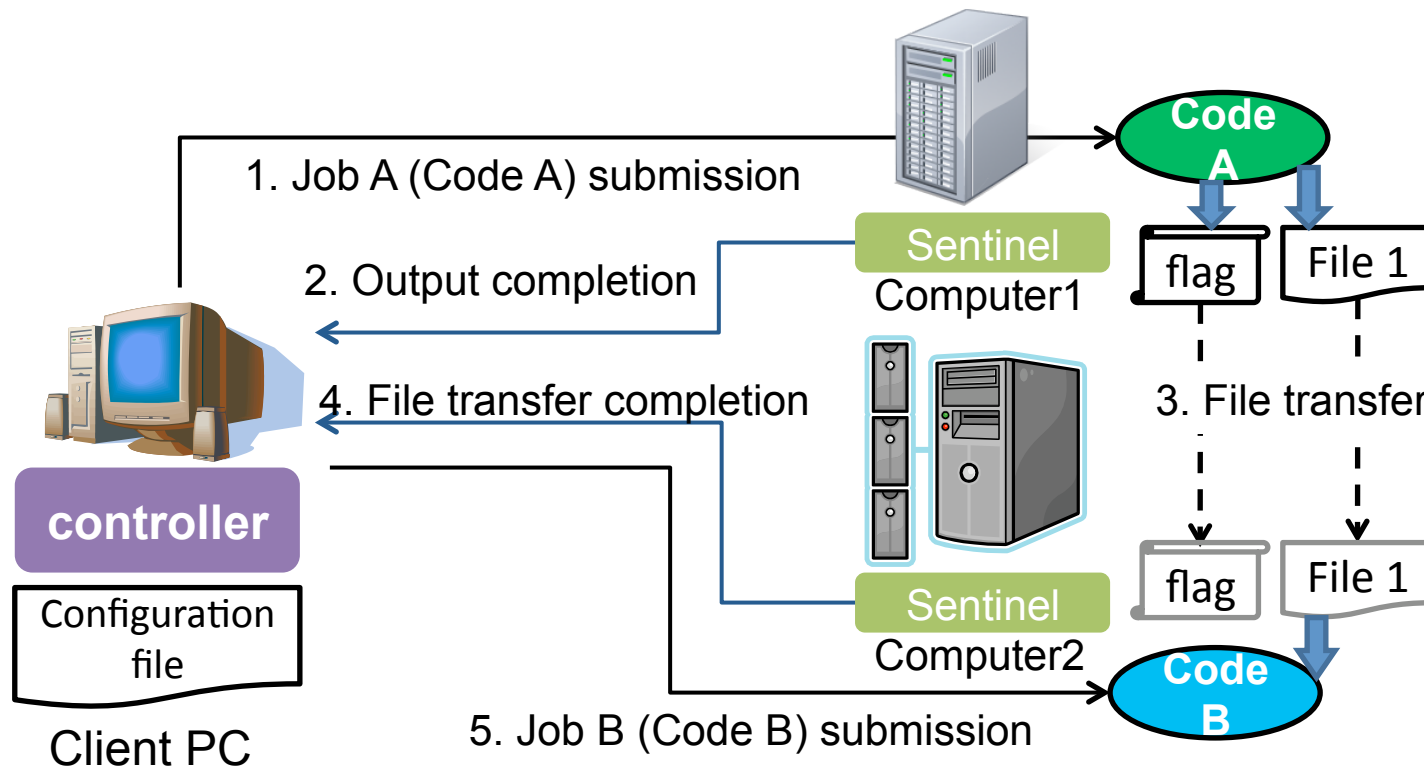 Code
A
1. Job A (Code A) submission
Sentinel
Computer1
flag
File 1
2. Output completion
4. File transfer completion
3. File transfer
controller
Configuration
file
Client PC
Sentinel
Computer2
flag
File 1
Code
B
5. Job B (Code B) submission